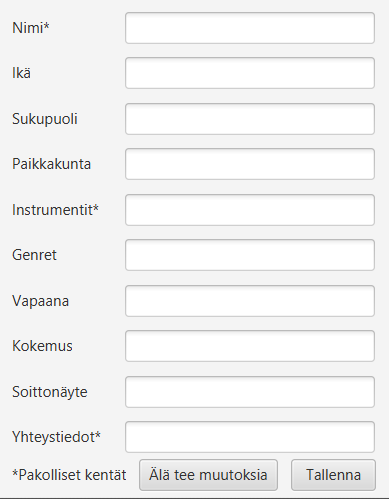 Nimi*
Ikä
Sukupuoli
Paikkakunta
Instrumentit*
Genret
Vapaana
Kokemus
Soittonäyte
Yhteystiedot*
*Pakolliset kentät Älä tee muutoksia Tallenna